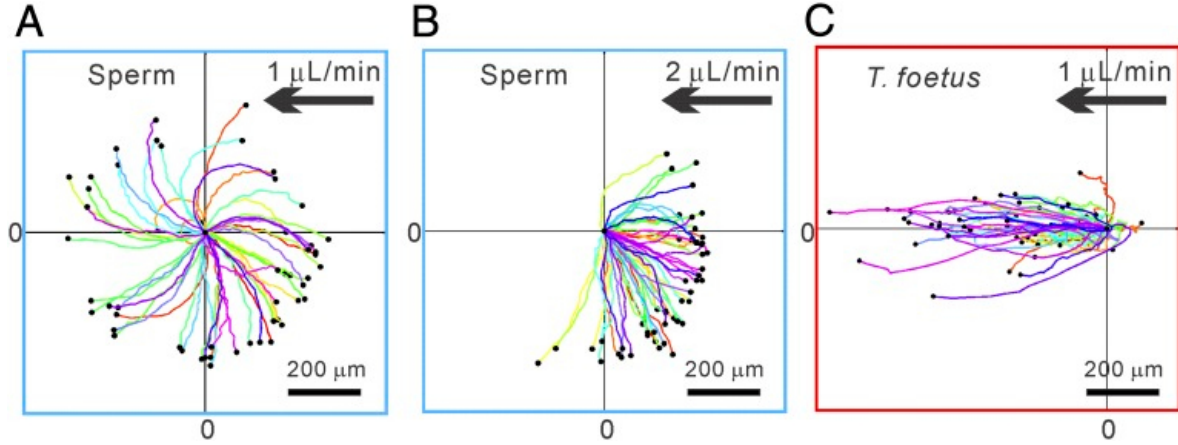 A
Sperm
1 μL/min
0
0
200 μm
B
Sperm
2 μL/min
0
0
200 μm
C
T. foetus
1 μL/min
0
0
200 μm